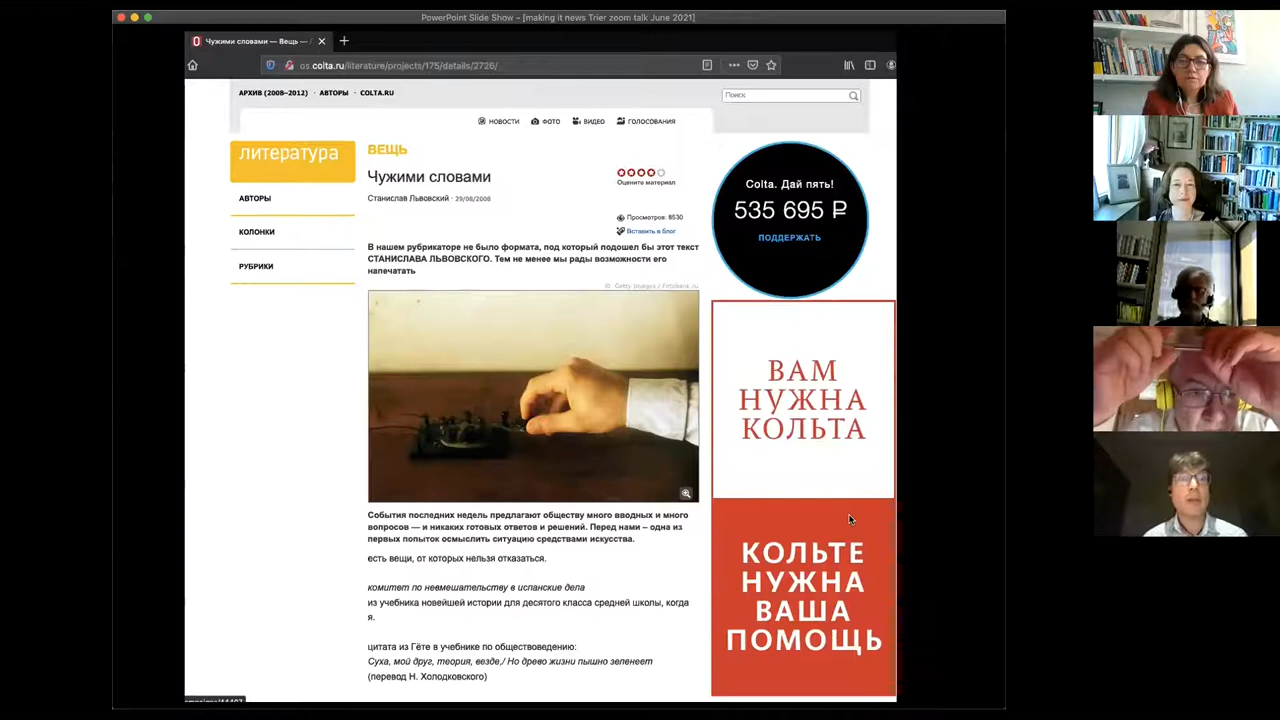 PowerPoint Slide Show – [making it news Trier zoom talk June 2021]
Чужими словами — Вещь —
os.colta.ru/literature/projects/175/details/2726/
АРХИВ (2008–2012) · АВТОРЫ · COLTA.RU
Поиск
НОВОСТИ ФОТО ВИДЕО ГОЛОСОВАНИЯ
литература
АВТОРЫ
КОЛОНКИ
РУБРИКИ
ВЕЩЬ
Чужими словами
Оцените материал
Станислав Львовский · 29/08/2008
Просмотров: 8530
Вставить в блог
В нашем рубрикаторе не было формата, под который подошел бы этот текст
СТАНИСЛАВА ЛЬВОВСКОГО. Тем не менее мы рады возможности его
напечатать
© Getty Images / Fotobank.ru
События последних недель предлагают обществу много вводных и много
вопросов — и никаких готовых ответов и решений. Перед нами – одна из
первых попыток осмыслить ситуацию средствами искусства.
есть вещи, от которых нельзя отказаться.
комитет по невмешательству в испанские дела
из учебника новейшей истории для десятого класса средней школы, когда
я.
цитата из Гёте в учебнике по обществоведению:
Суха, мой друг, теория, везде,/ Но древо жизни пышно зеленеет
(перевод Н. Холодковского)
Colta. Дай пять!
535 695 ₽
ПОДДЕРЖАТЬ
ВАМ
НУЖНА
КОЛЬТА
КОЛЬТЕ
НУЖНА
ВАША
ПОМОЩЬ